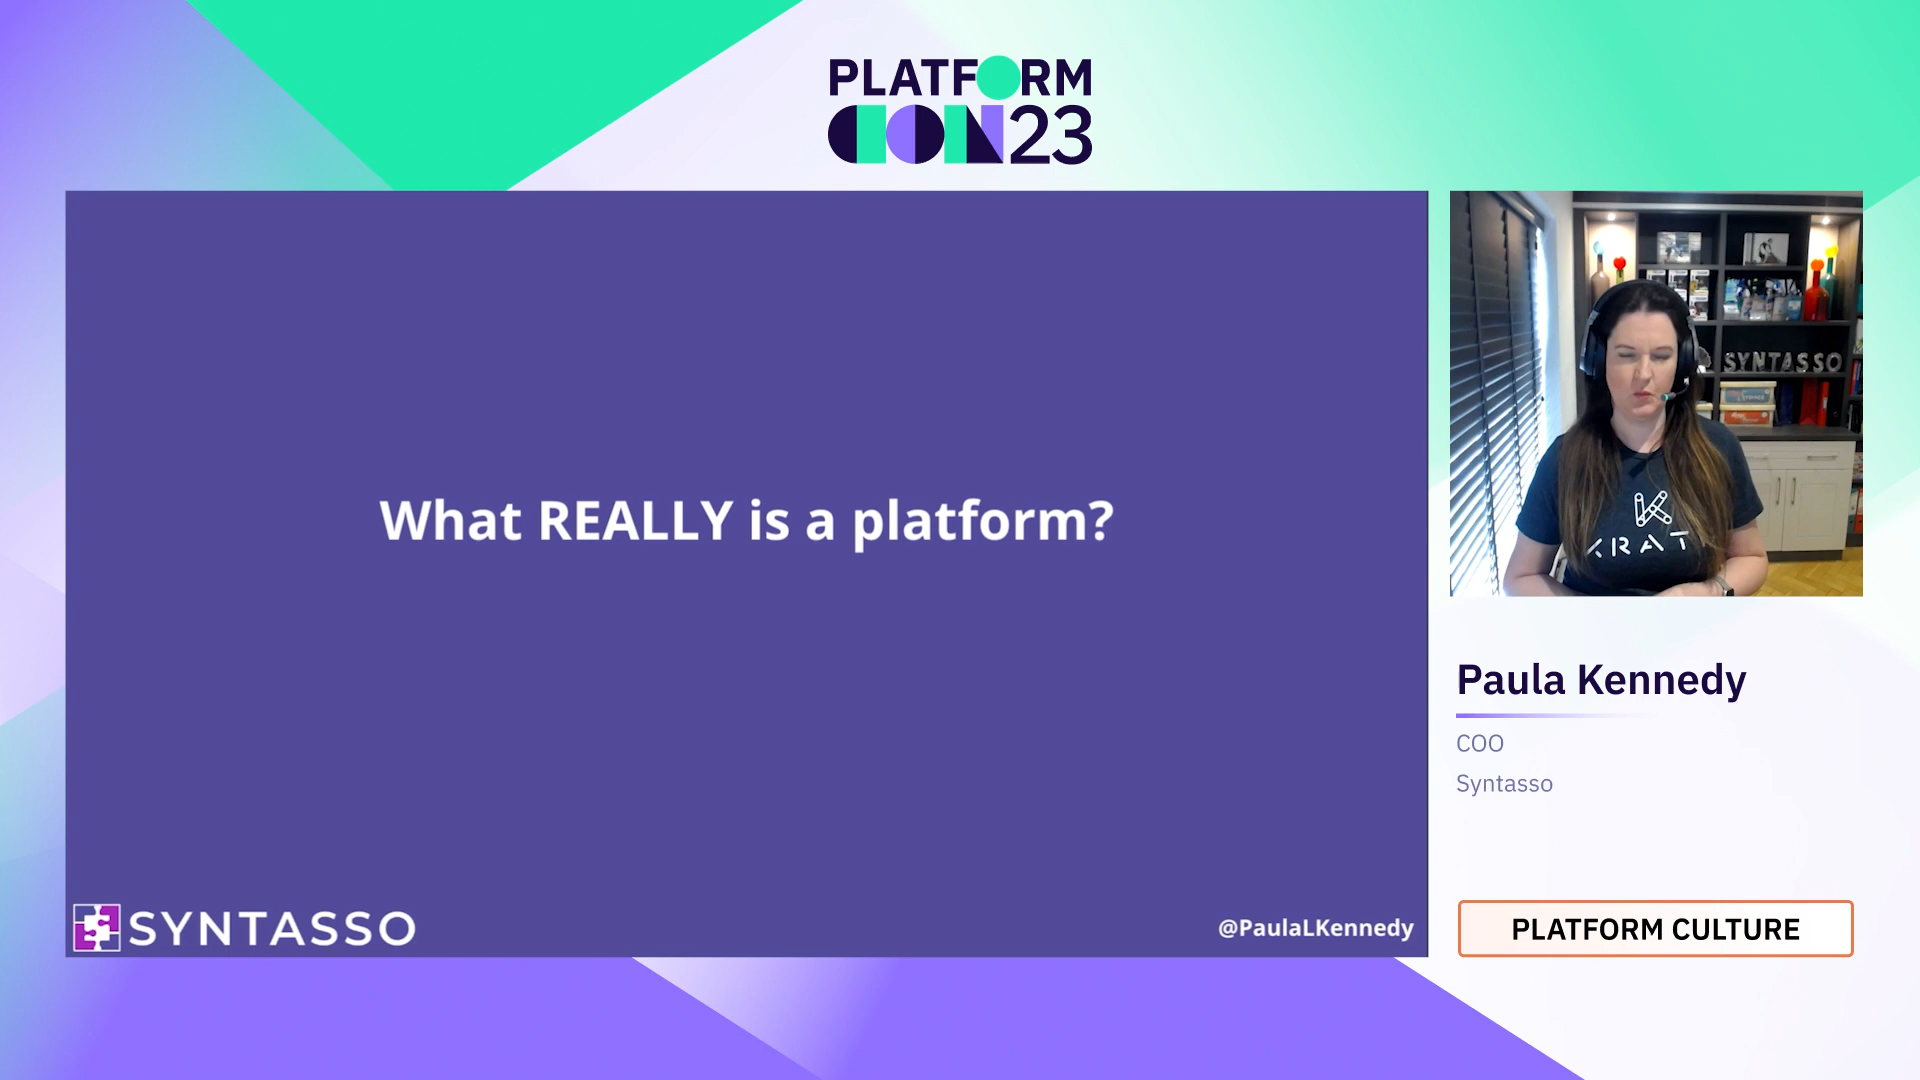 PLATFORM
CON23
What REALLY is a platform?
SYNTASSO
@PaulaLKennedy
SYNTASSO
KRAT
Paula Kennedy
COO
Syntasso
PLATFORM CULTURE